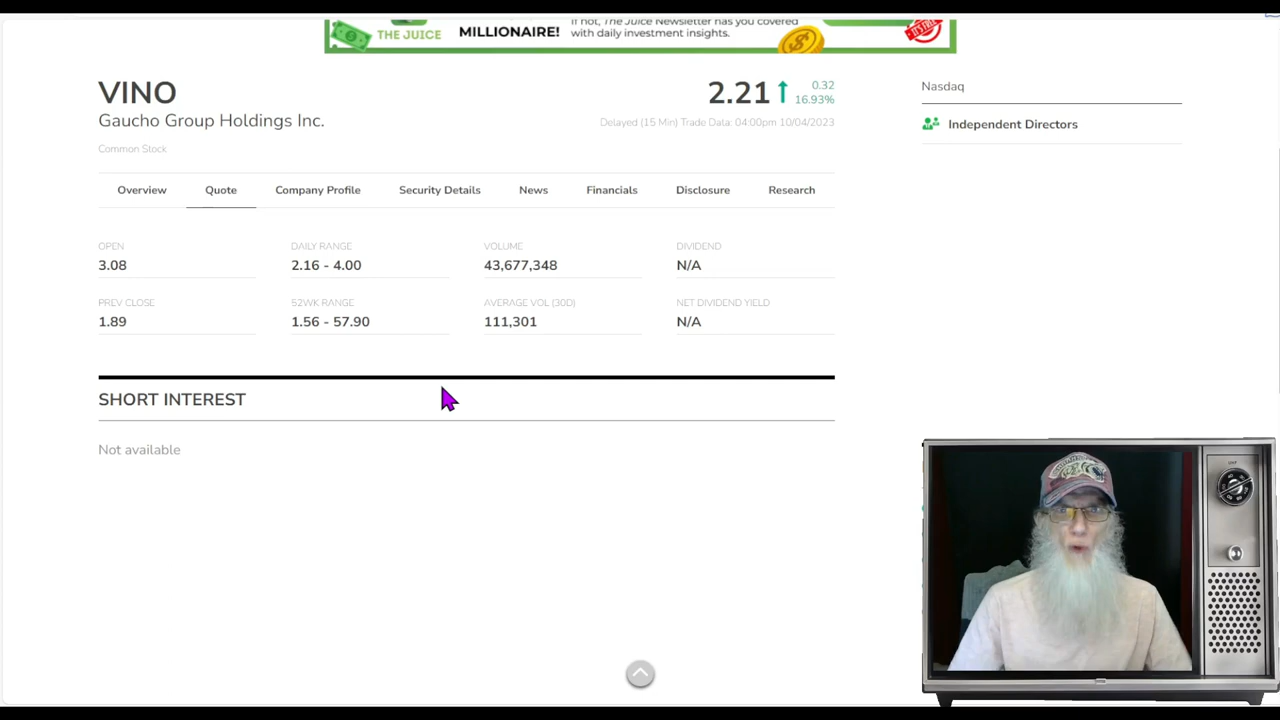 THE JUICE
MILLIONAIRE!
If not, The Juice Newsletter has you covered
with daily investment insights.
VINO
Gaucho Group Holdings Inc.
Common Stock
2.21
0.32
16.93%
Delayed (15 Min) Trade Data: 04:00pm 10/04/2023
Nasdaq
Independent Directors
Overview
Quote
Company Profile
Security Details
News
Financials
Disclosure
Research
OPEN
3.08
DAILY RANGE
2.16 - 4.00
VOLUME
43,677,348
DIVIDEND
N/A
PREV CLOSE
1.89
52WK RANGE
1.56 - 57.90
AVERAGE VOL (30D)
111,301
NET DIVIDEND YIELD
N/A
SHORT INTEREST
Not available